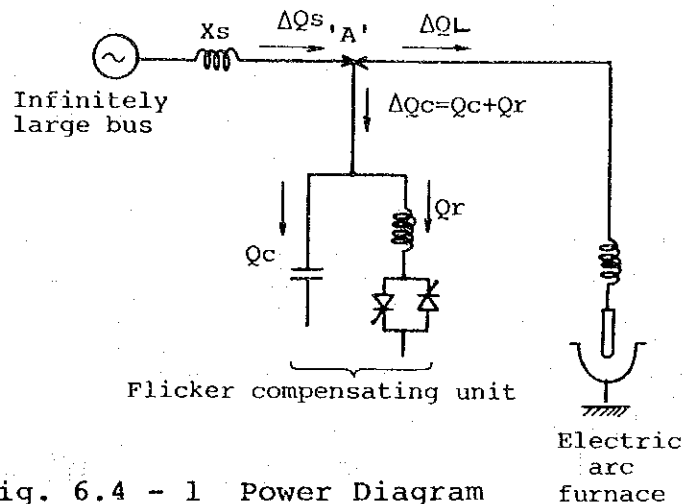 Xs
ΔQs
'A'
ΔQL
Infinitely
large bus
ΔQc=Qc+Qr
Qc
Qr
Flicker compensating unit
Electric
arc
furnace
ig. 6.4 - 1 Power Diagram